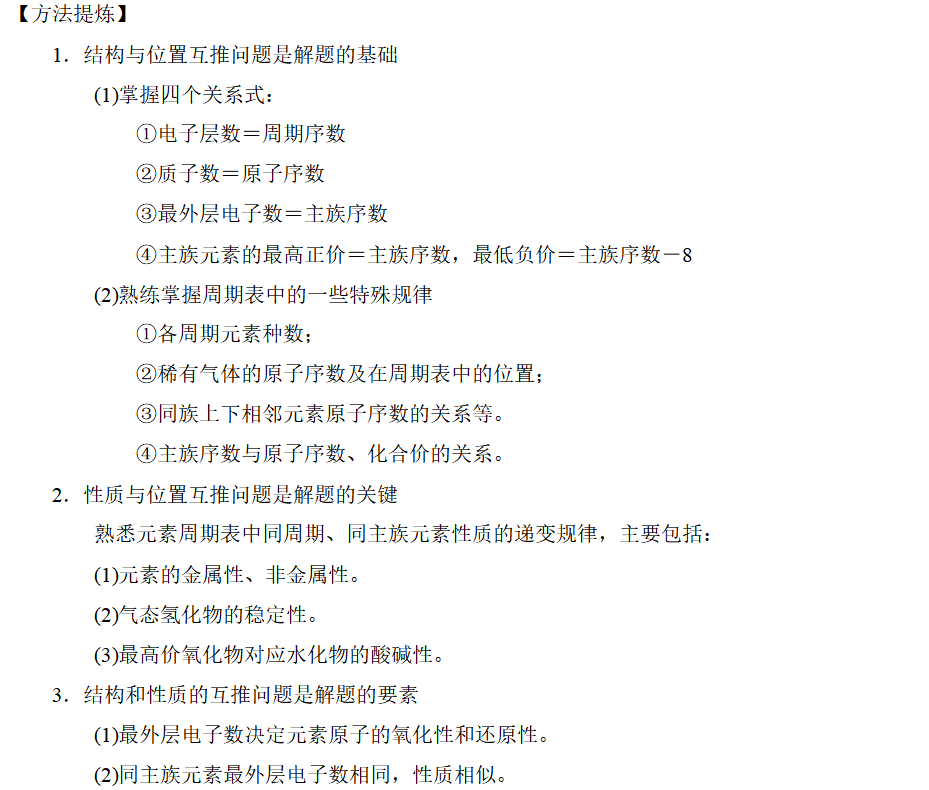 【方法提炼】
1．结构与位置互推问题是解题的基础
(1)掌握四个关系式：
①电子层数＝周期序数
②质子数＝原子序数
③最外层电子数＝主族序数
④主族元素的最高正价＝主族序数，最低负价＝主族序数－8
(2)熟练掌握周期表中的一些特殊规律
①各周期元素种数；
②稀有气体的原子序数及在周期表中的位置；
③同族上下相邻元素原子序数的关系等。
④主族序数与原子序数、化合价的关系。
2．性质与位置互推问题是解题的关键
熟悉元素周期表中同周期、同主族元素性质的递变规律，主要包括：
(1)元素的金属性、非金属性。
(2)气态氢化物的稳定性。
(3)最高价氧化物对应水化物的酸碱性。
3．结构和性质的互推问题是解题的要素
(1)最外层电子数决定元素原子的氧化性和还原性。
(2)同主族元素最外层电子数相同，性质相似。